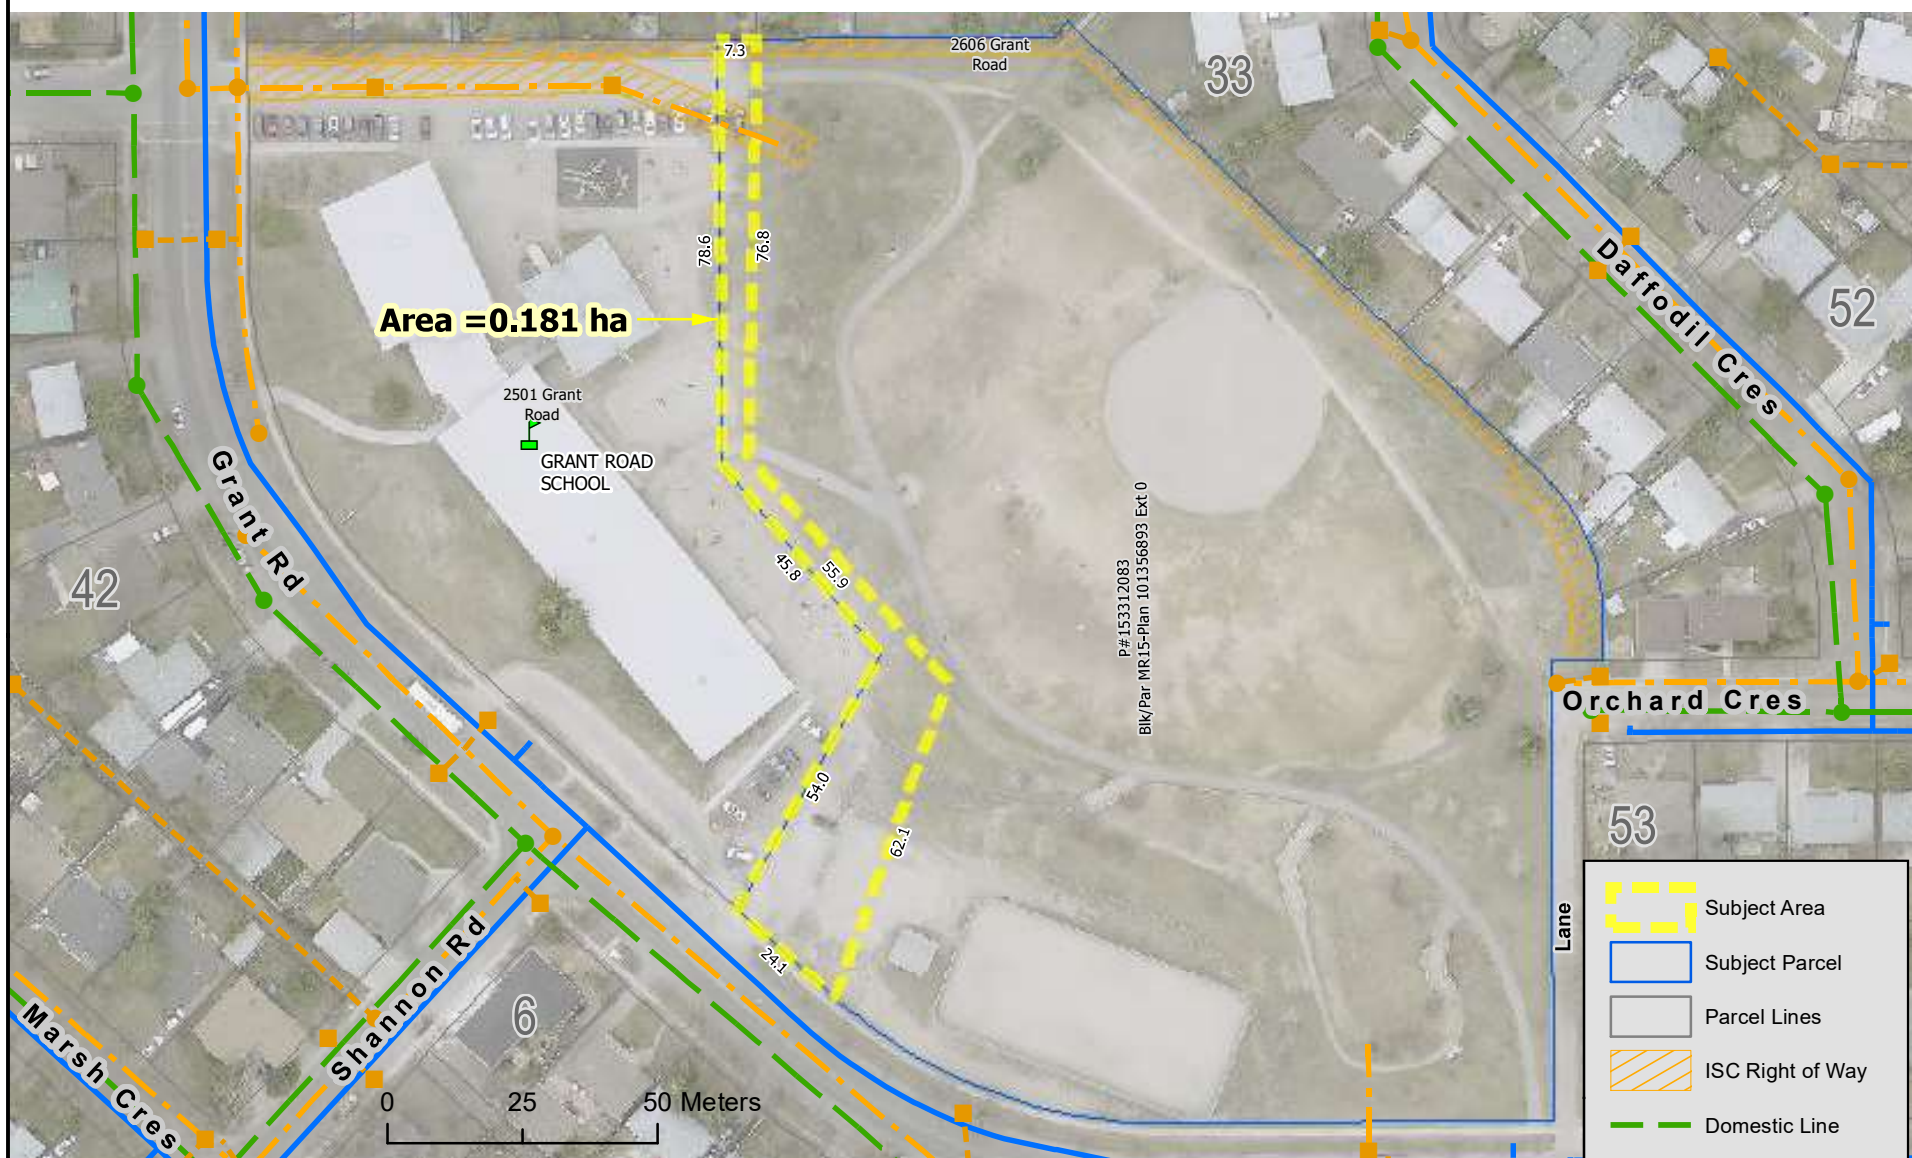 7.3
2606 Grant
Road
33
78.6
76.8
Area =0.181 ha
2501 Grant
Road
GRANT ROAD
SCHOOL
Daffodil Cres
52
Grant Rd
42
45.8
55.9
P#153312083
Blk/Par MR15-Plan 101356893 Ext 0
Orchard Cres
54.0
62.1
53
24.1
Lane
Shannon Rd
6
Marsh Cres
0 25 50 Meters
Subject Area
Subject Parcel
Parcel Lines
ISC Right of Way
Domestic Line